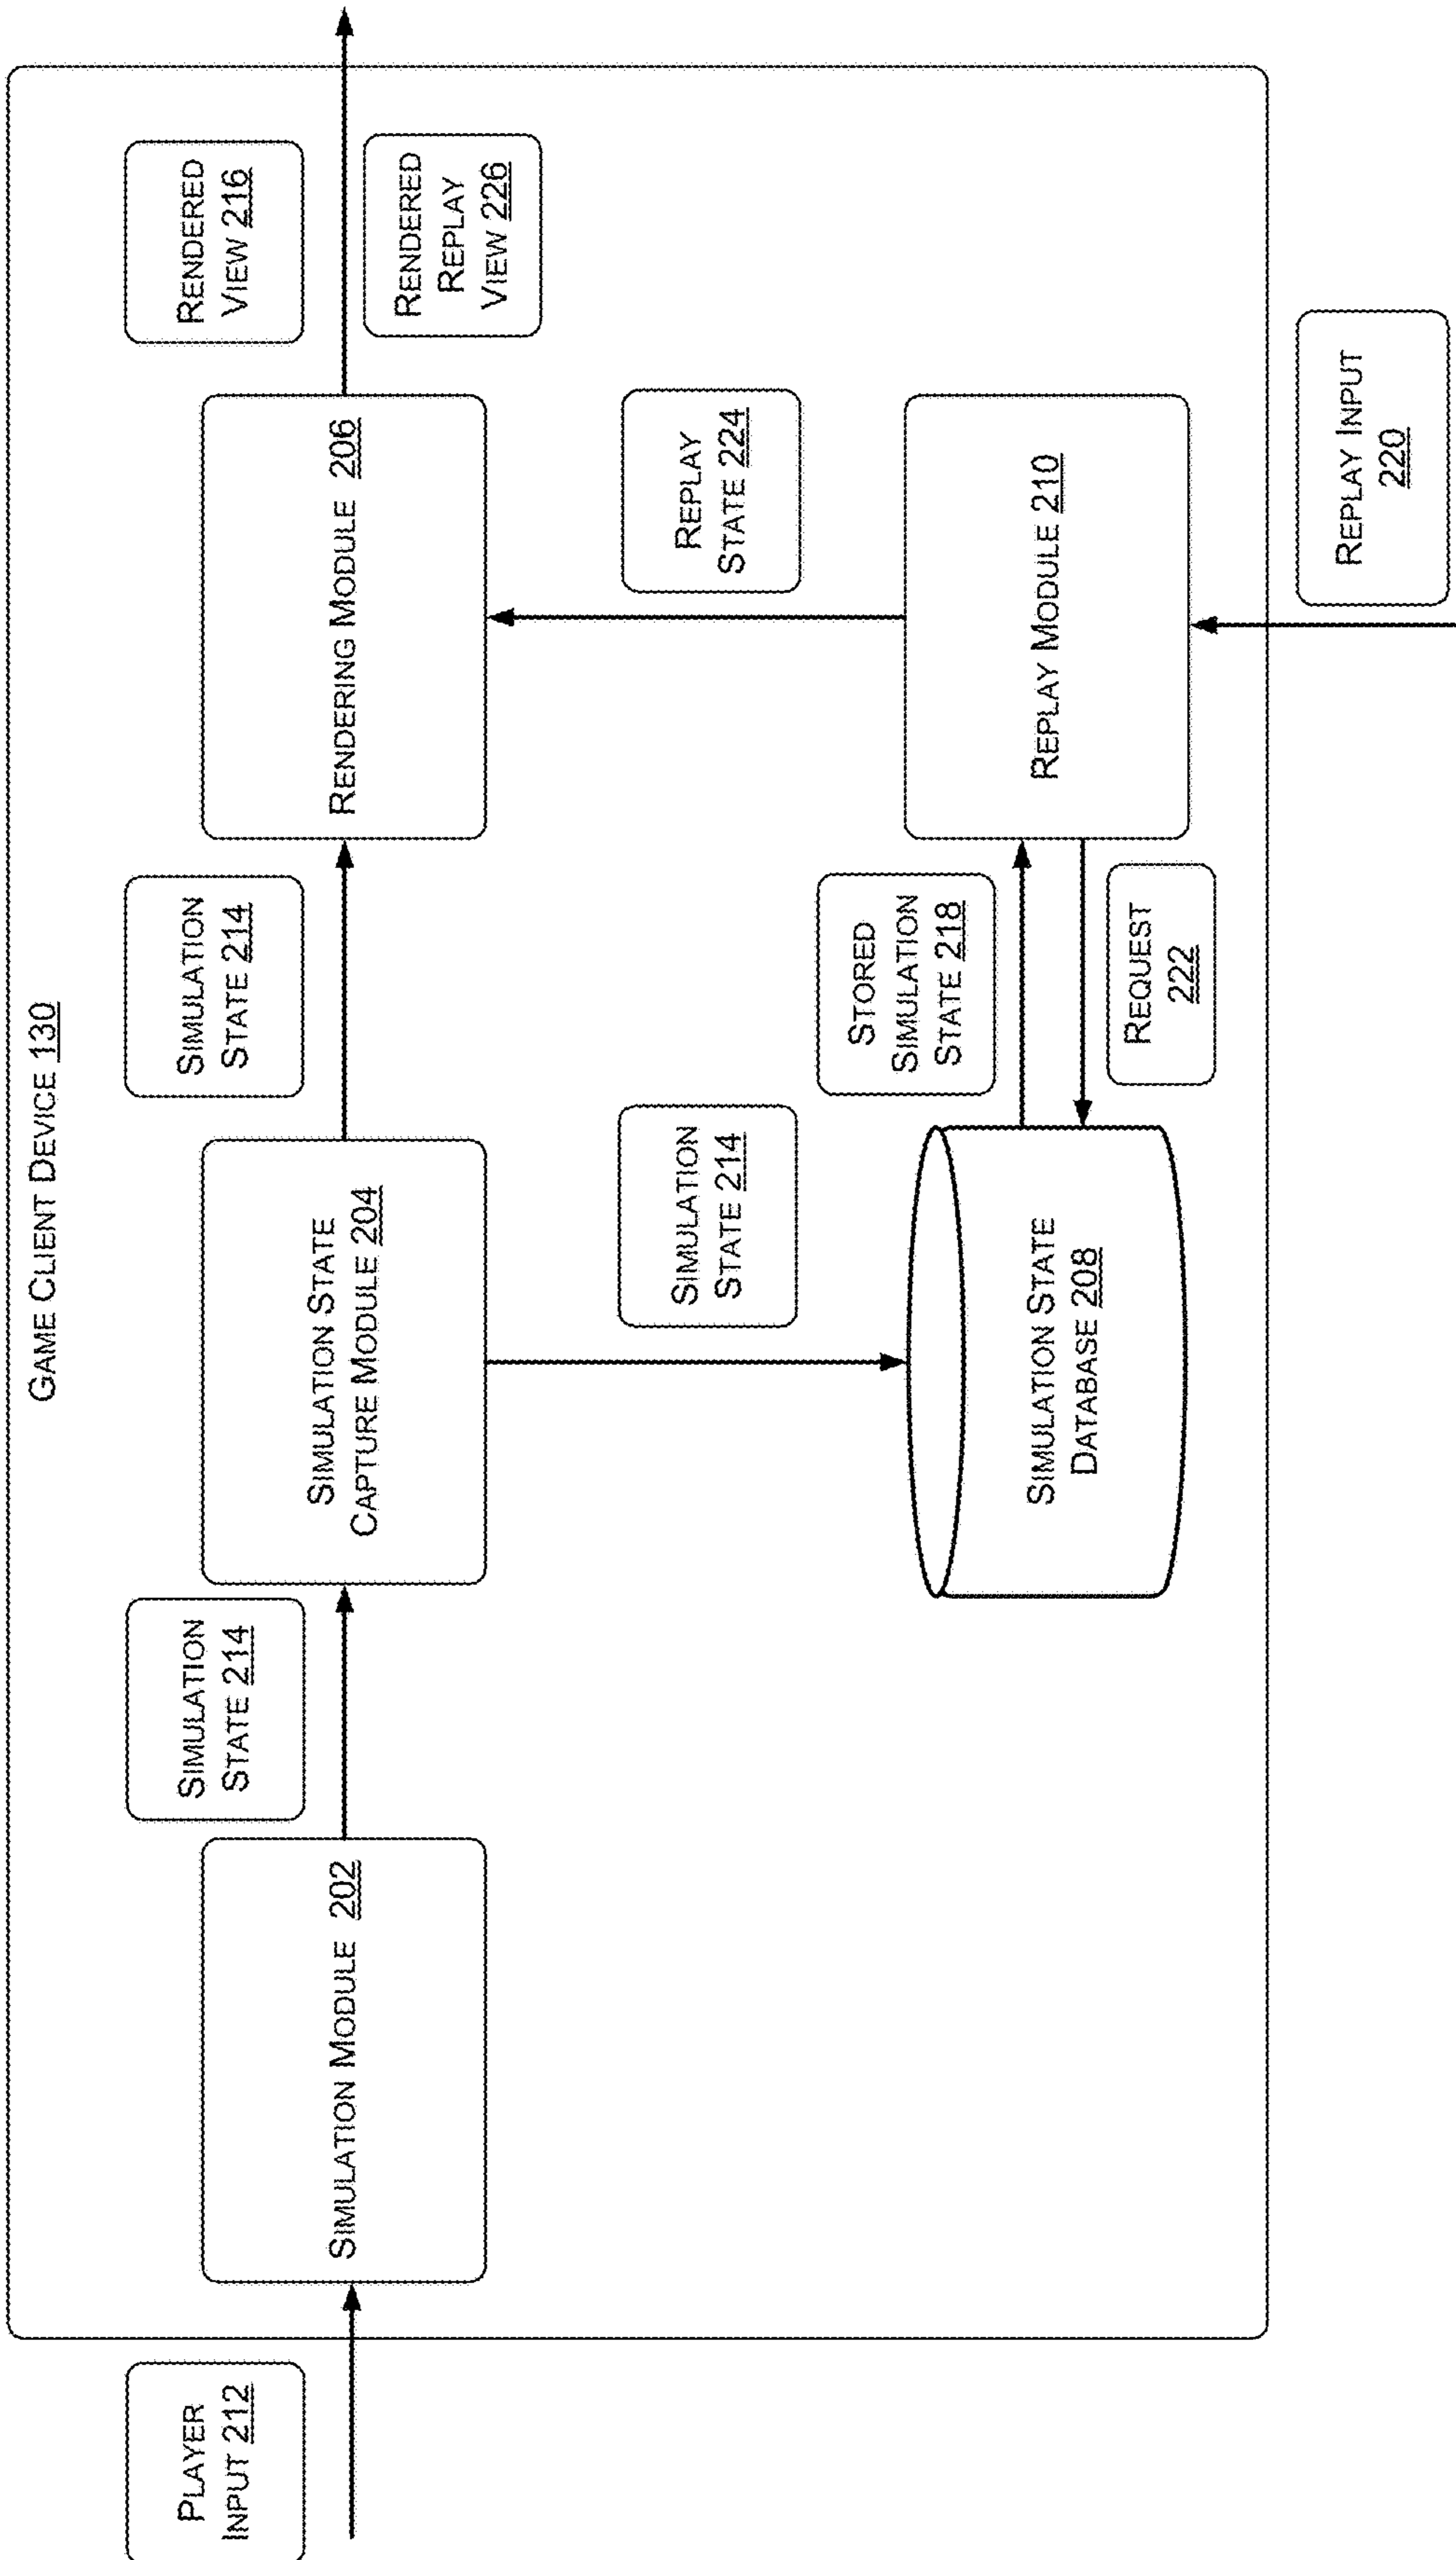 GAME CLIENT DEVICE 130
PLAYER
INPUT 212
SIMULATION MODULE 202
SIMULATION
STATE 214
SIMULATION STATE
CAPTURE MODULE 204
SIMULATION
STATE 214
RENDERING MODULE 206
RENDERED
VIEW 216
RENDERED
REPLAY
VIEW 226
SIMULATION
STATE 214
REPLAY
STATE 224
SIMULATION STATE
DATABASE 208
STORED
SIMULATION
STATE 218
REQUEST
222
REPLAY MODULE 210
REPLAY INPUT
220